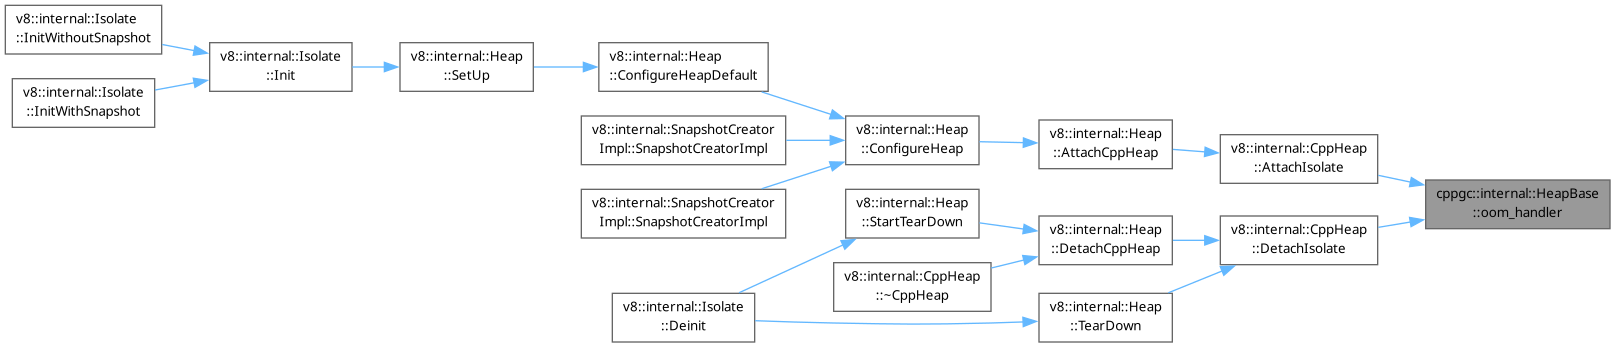 v8::internal::Isolate
::InitWithoutSnapshot
v8::internal::Isolate
::InitWithSnapshot
v8::internal::Isolate
::Init
v8::internal::Heap
::SetUp
v8::internal::Heap
::ConfigureHeapDefault
v8::internal::SnapshotCreator
Impl::SnapshotCreatorImpl
v8::internal::SnapshotCreator
Impl::SnapshotCreatorImpl
v8::internal::Isolate
::Deinit
v8::internal::Heap
::ConfigureHeap
v8::internal::Heap
::StartTearDown
v8::internal::CppHeap
::~CppHeap
v8::internal::Heap
::AttachCppHeap
v8::internal::Heap
::DetachCppHeap
v8::internal::Heap
::TearDown
v8::internal::CppHeap
::AttachIsolate
v8::internal::CppHeap
::DetachIsolate
cppgc::internal::HeapBase
::oom_handler